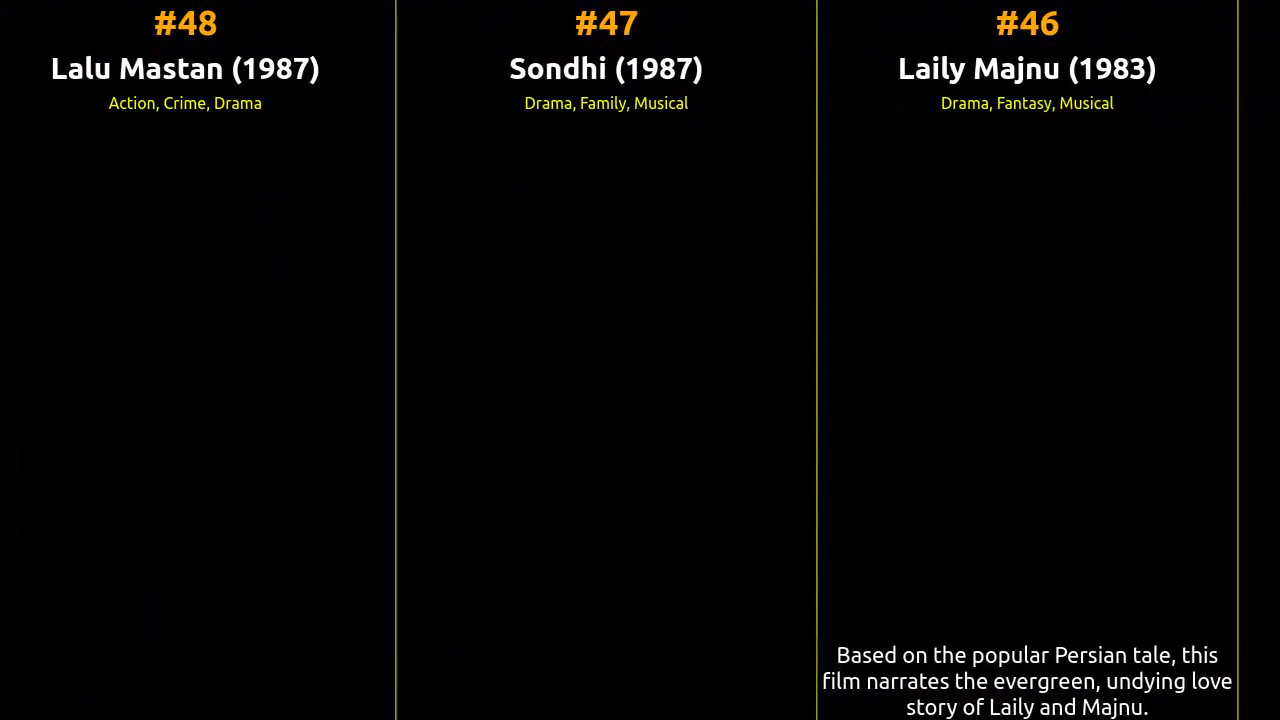 #48
Lalu Mastan (1987)
Action, Crime, Drama
#47
Sondhi (1987)
Drama, Family, Musical
#46
Laily Majnu (1983)
Drama, Fantasy, Musical
Based on the popular Persian tale, this
film narrates the evergreen, undying love
story of Laily and Majnu.